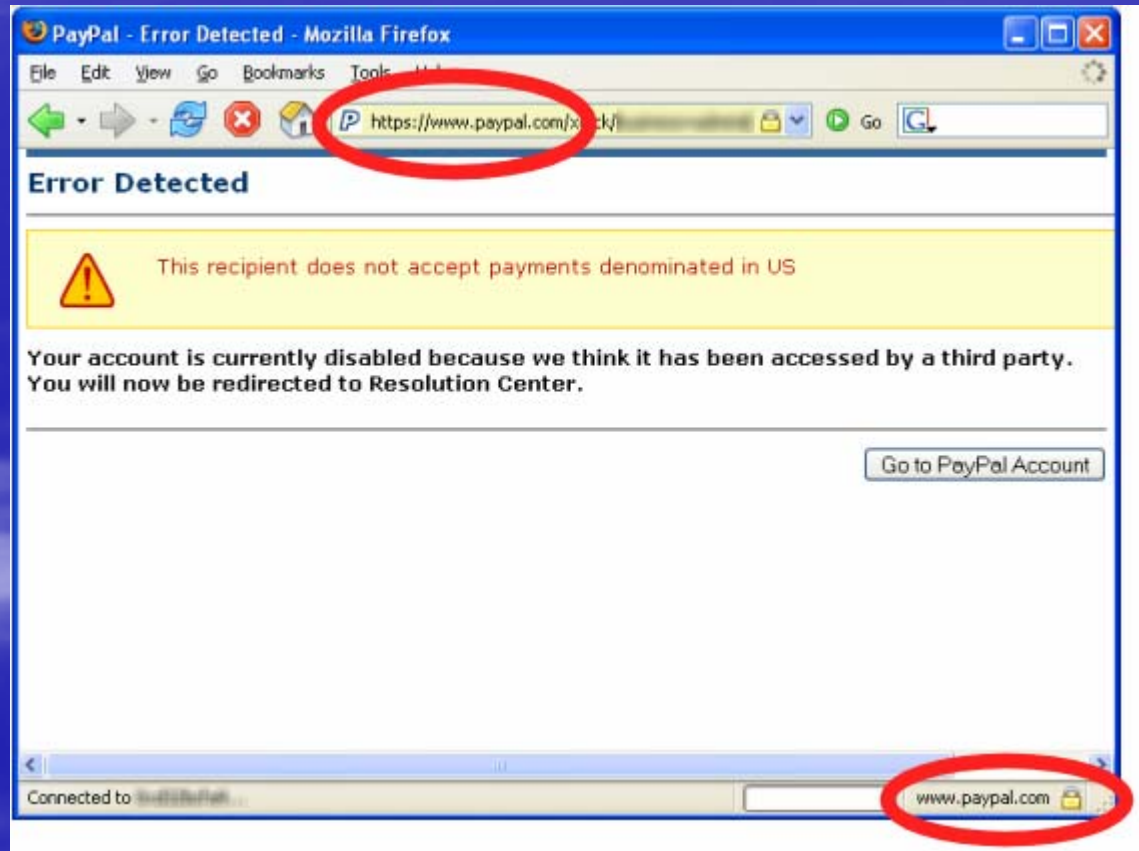 PayPal - Error Detected - Mozilla Firefox
File Edit View Go Bookmarks Tools
https://www.paypal.com/x ck/
Go
G
Error Detected
This recipient does not accept payments denominated in US
Your account is currently disabled because we think it has been accessed by a third party.
You will now be redirected to Resolution Center.
Go to PayPal Account
Connected to
www.paypal.com